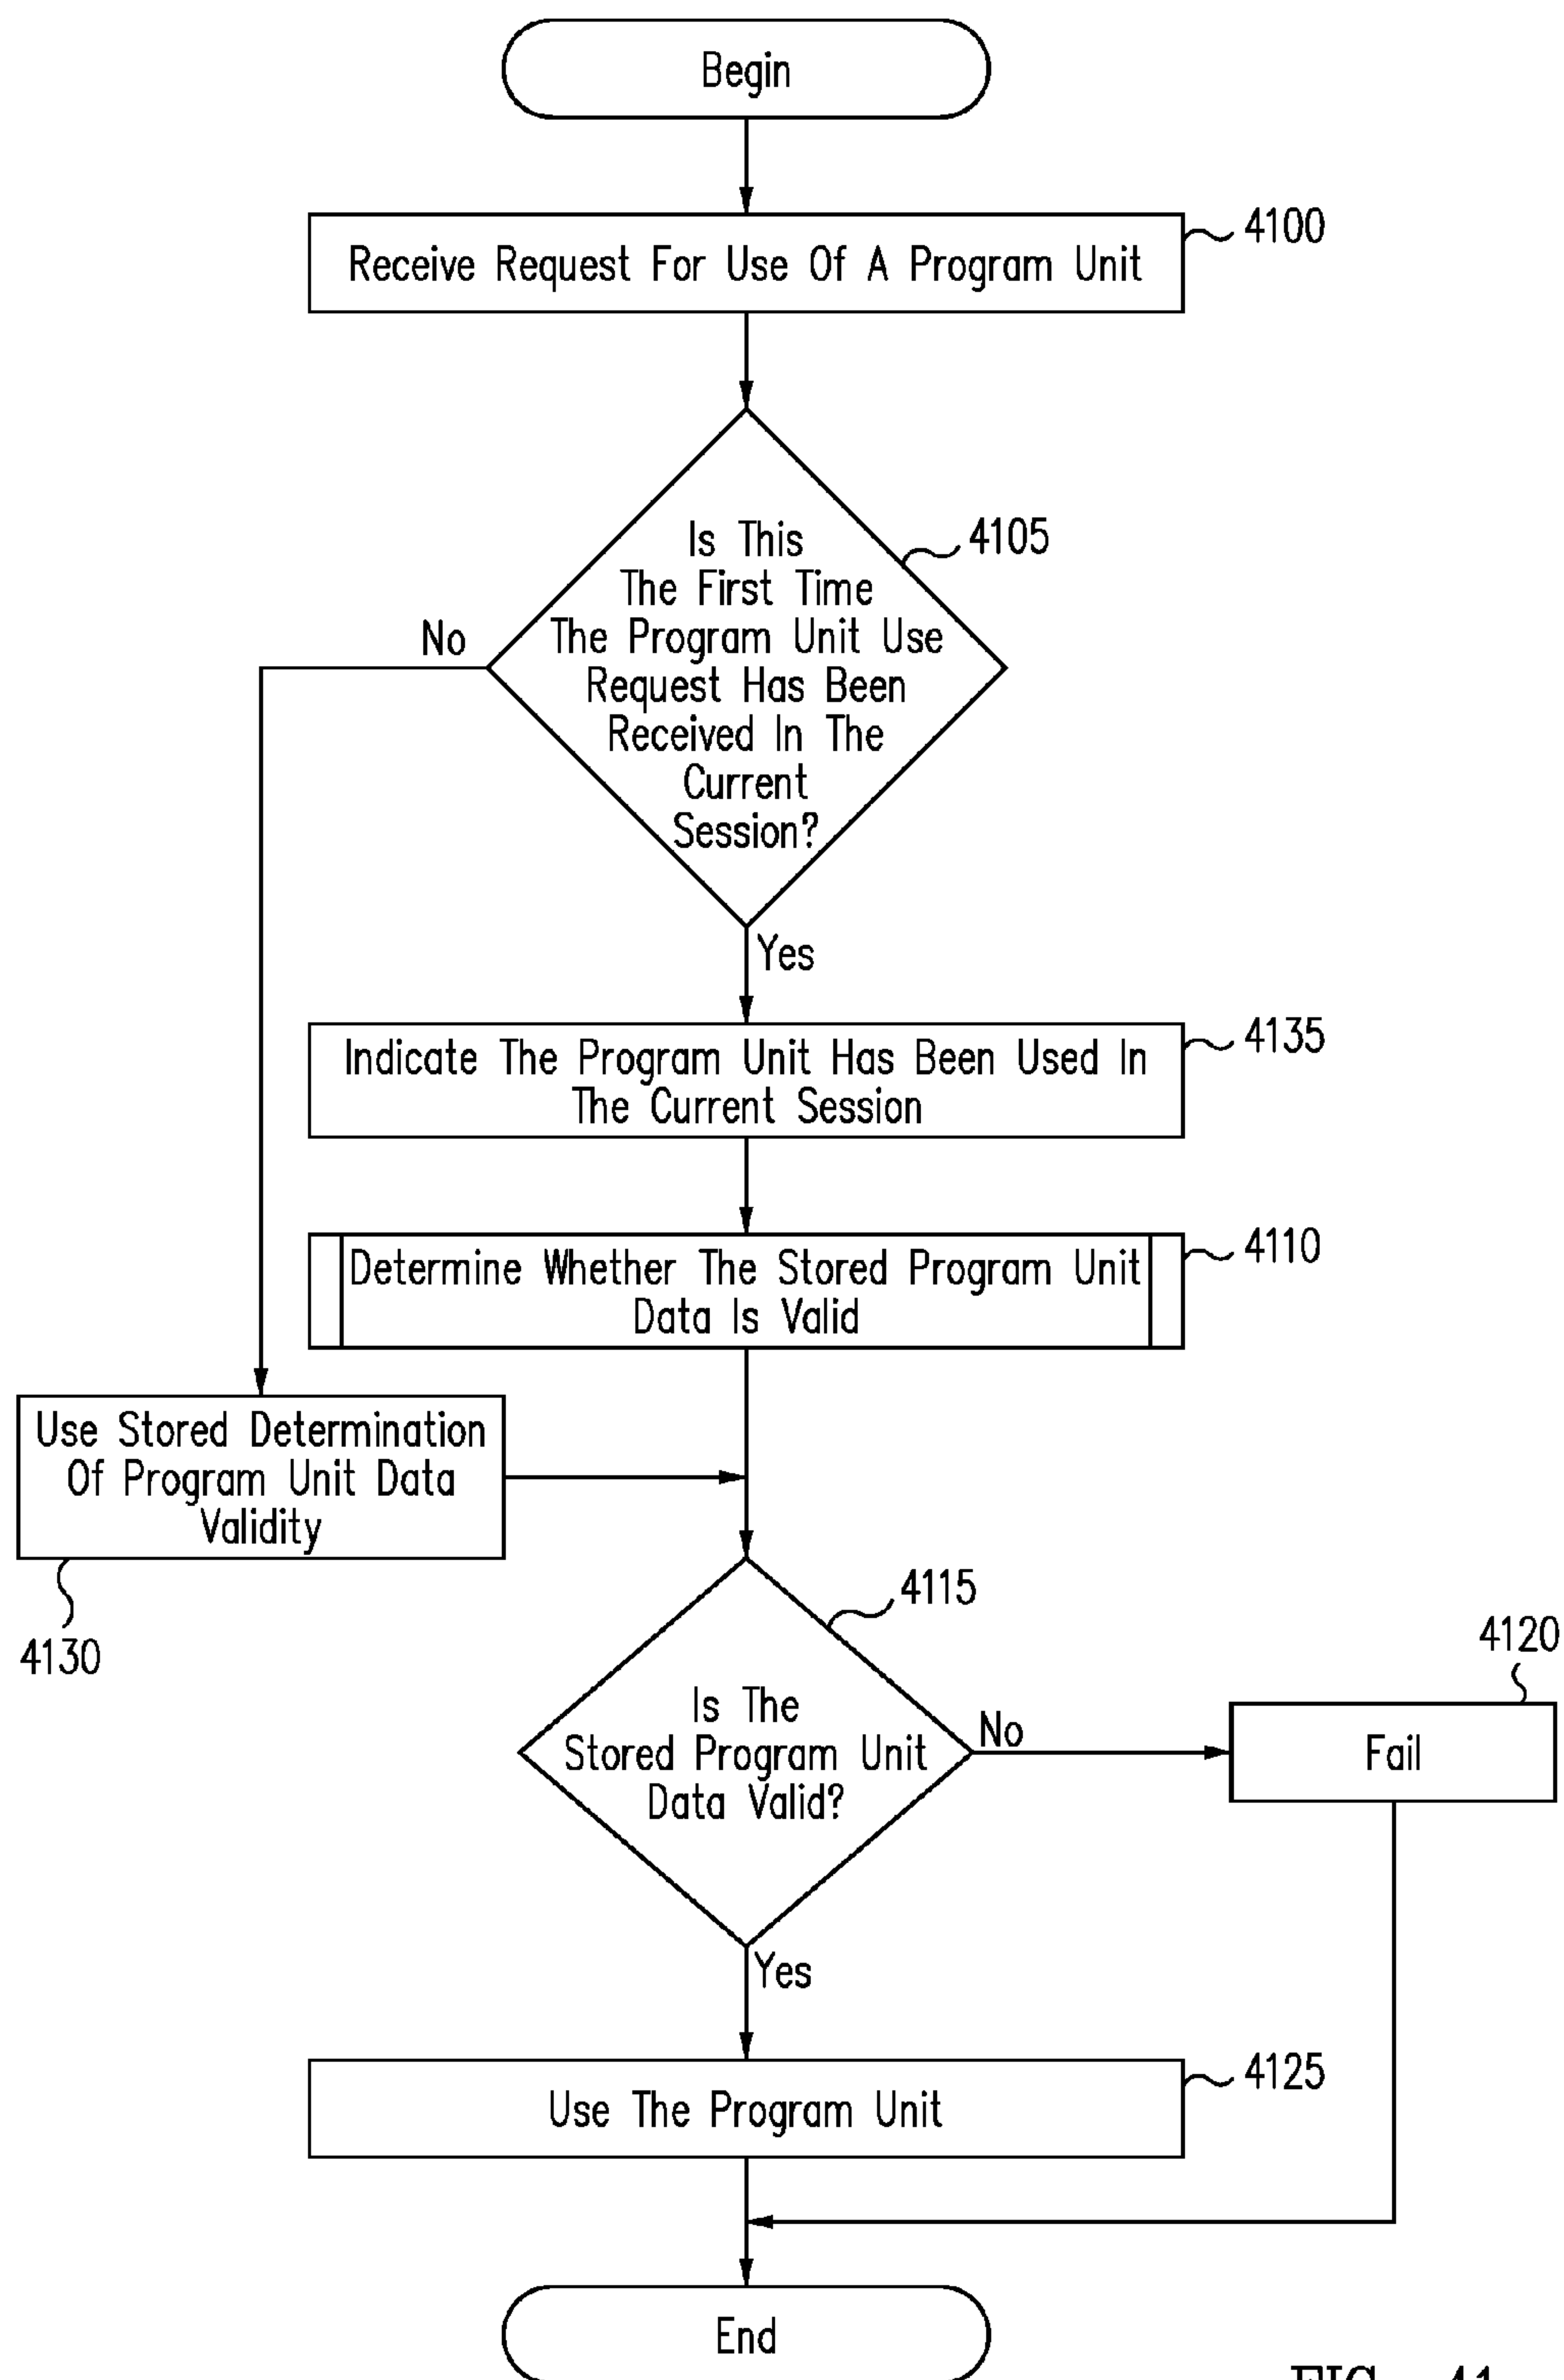 Begin
Receive Request For Use Of A Program Unit
4100
Is This
The First Time
The Program Unit Use
Request Has Been
Received In The
Current
Session?
4105
No
Yes
Indicate The Program Unit Has Been Used In
The Current Session
4135
Determine Whether The Stored Program Unit
Data Is Valid
4110
Use Stored Determination
Of Program Unit Data
Validity
4130
Is The
Stored Program Unit
Data Valid?
4115
No
Fail
4120
Yes
Use The Program Unit
4125
End